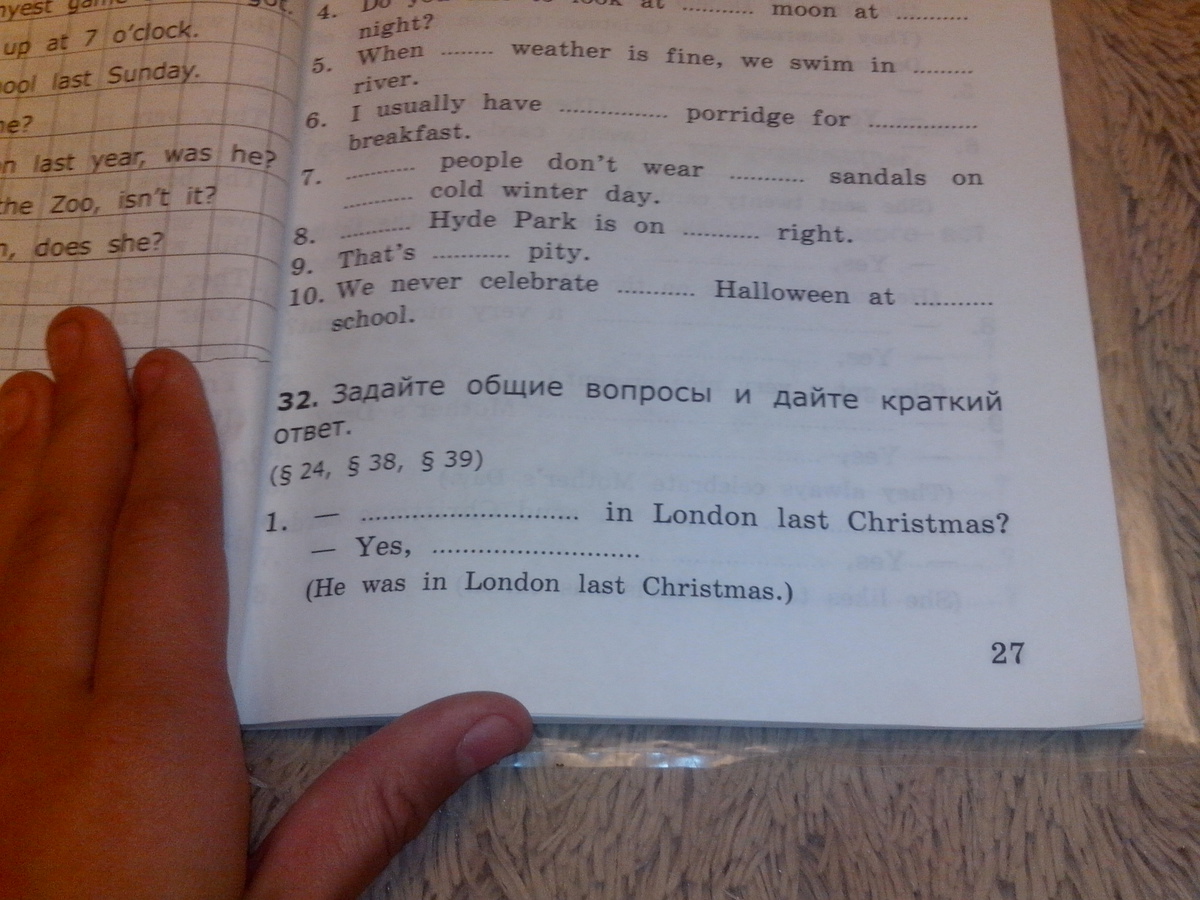 up at 7 o'clock.
last Sunday.
last year, was he?
the Zoo, isn't it?
does she?
4. Do look at .......... moon at ..........
night?
5. When ........ weather is fine, we swim in ........
river.
6. I usually have ............... porridge for ...............
breakfast.
7. .......... people don't wear .......... sandals on
.......... cold winter day.
8. .......... Hyde Park is on .......... right.
9. That's .......... pity.
10. We never celebrate .......... Halloween at ..........
school.
32. Задайте общие вопросы и дайте краткий
ответ.
(§ 24, § 38, § 39)
1. — .............................. in London last Christmas?
— Yes, .............................
(He was in London last Christmas.)
27